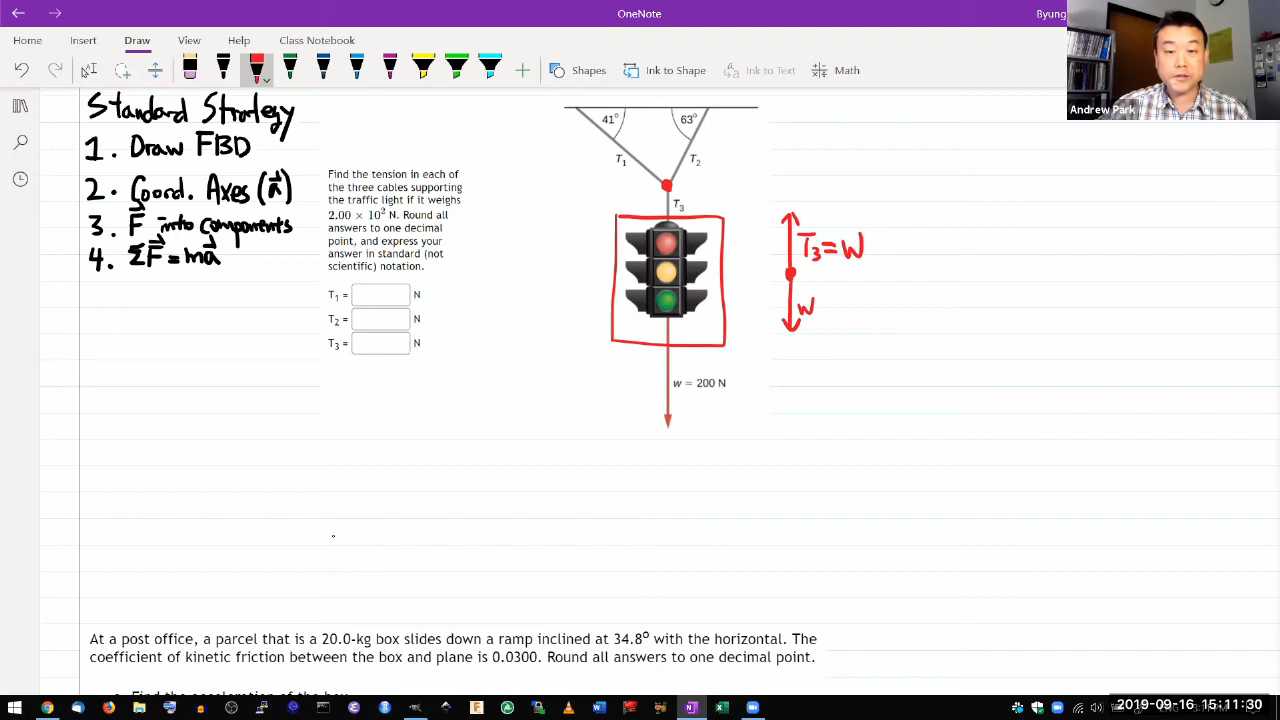 OneNote
Byung
Home Insert Draw View Help Class Notebook
Shapes Ink to Shape Ink to Text Math
Andrew Park
Standard Strategy
1. Draw FBD
2. Coord. Axes (a)
3. F into components
4. ΣF = ma
Find the tension in each of
the three cables supporting
the traffic light if it weighs
2.00 × 10² N. Round all
answers to one decimal
point, and express your
answer in standard (not
scientific) notation.
T₁ = N
T₂ = N
T₃ = N
41° 63°
T₁ T₂
T₃
T₃=W
W
w = 200 N
At a post office, a parcel that is a 20.0-kg box slides down a ramp inclined at 34.8° with the horizontal. The
coefficient of kinetic friction between the box and plane is 0.0300. Round all answers to one decimal point.
2019-09-16 15:11:30